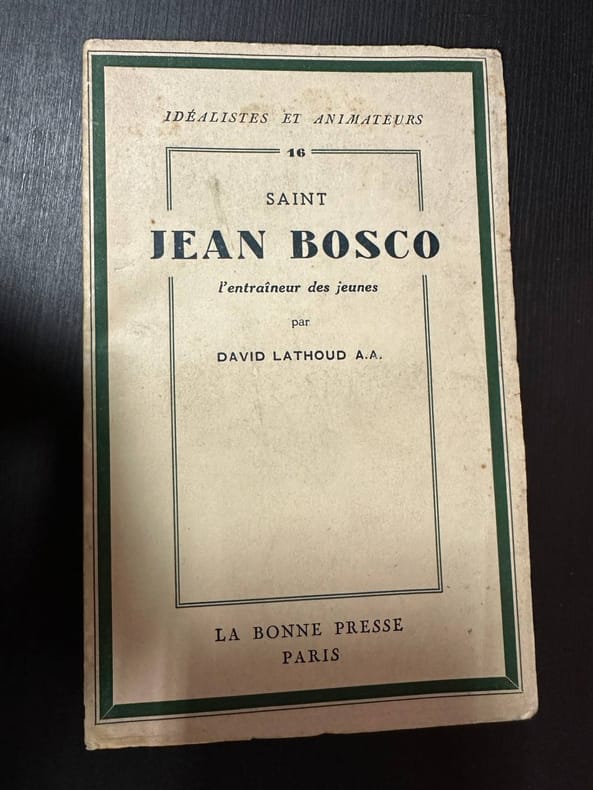 IDÉALISTES ET ANIMATEURS
16
SAINT
JEAN BOSCO
l'entraîneur des jeunes
par
DAVID LATHOUD A.A.
LA BONNE PRESSE
PARIS